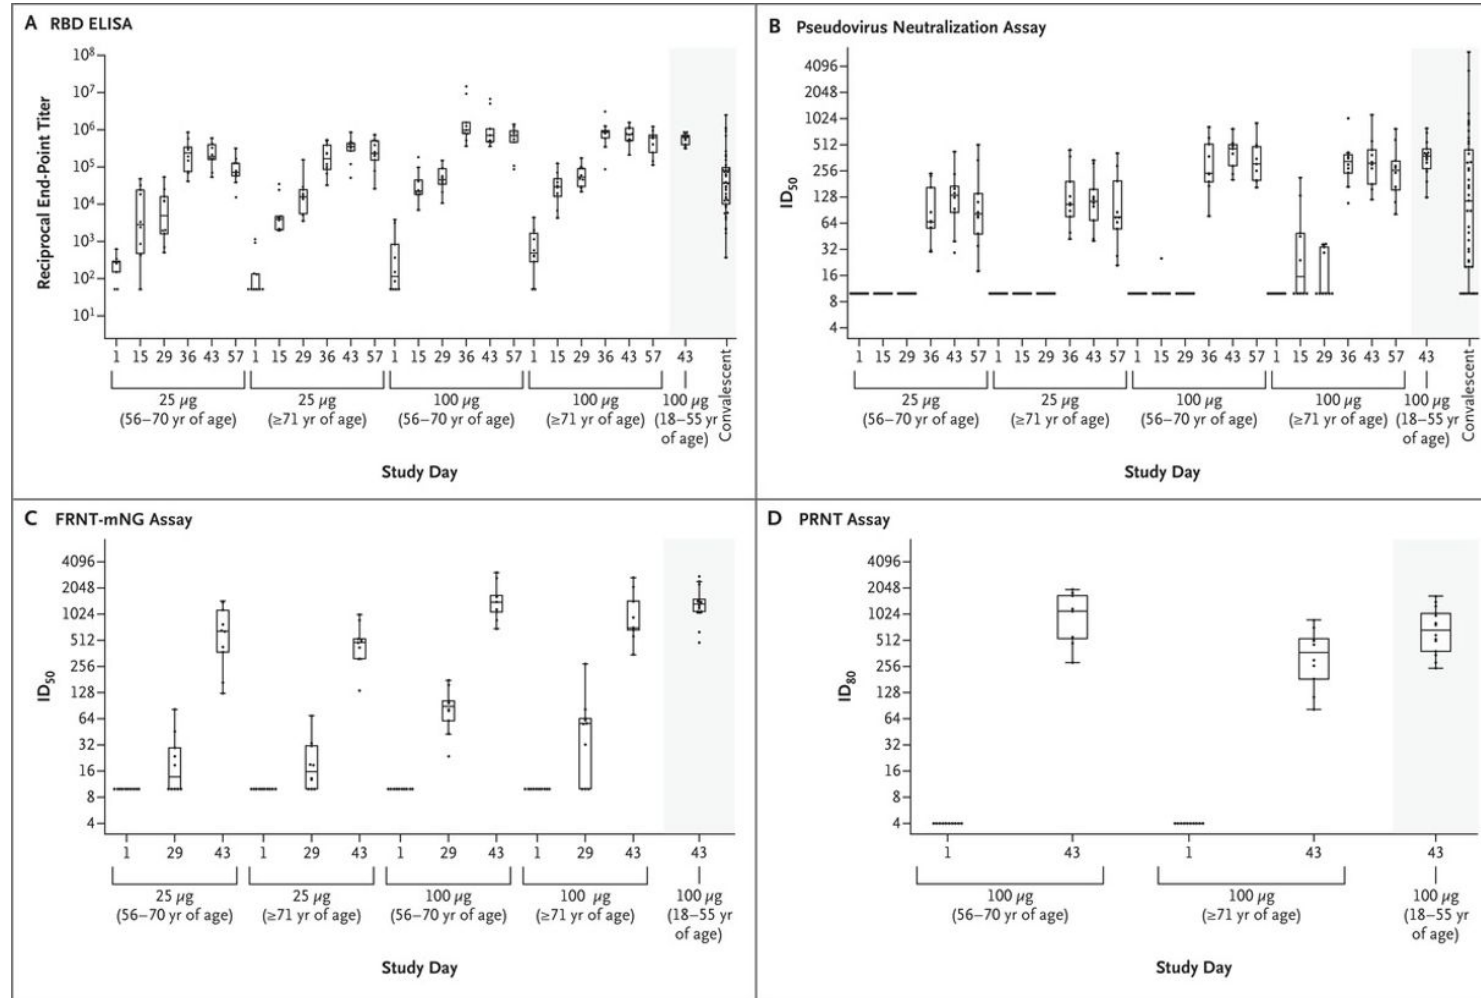 A RBD ELISA
Reciprocal End-Point Titer
10⁸
10⁷
10⁶
10⁵
10⁴
10³
10²
10¹
1 15 29 36 43 57 1 15 29 36 43 57 1 15 29 36 43 57 1 15 29 36 43 57 43 Convalescent
25 µg 25 µg 100 µg 100 µg 100 µg
(56–70 yr of age) (≥71 yr of age) (56–70 yr of age) (≥71 yr of age) (18–55 yr
of age)
Study Day
B Pseudovirus Neutralization Assay
ID₅₀
4096
2048
1024
512
256
128
64
32
16
8
4
1 15 29 36 43 57 1 15 29 36 43 57 1 15 29 36 43 57 1 15 29 36 43 57 43 Convalescent
25 µg 25 µg 100 µg 100 µg 100 µg
(56–70 yr of age) (≥71 yr of age) (56–70 yr of age) (≥71 yr of age) (18–55 yr
of age)
Study Day
C FRNT-mNG Assay
ID₅₀
4096
2048
1024
512
256
128
64
32
16
8
4
1 29 43 1 29 43 1 29 43 1 29 43 43
25 µg 25 µg 100 µg 100 µg 100 µg
(56–70 yr of age) (≥71 yr of age) (56–70 yr of age) (≥71 yr of age) (18–55 yr
of age)
Study Day
D PRNT Assay
ID₈₀
4096
2048
1024
512
256
128
64
32
16
8
4
1 43 1 43 43
100 µg 100 µg 100 µg
(56–70 yr of age) (≥71 yr of age) (18–55 yr
of age)
Study Day